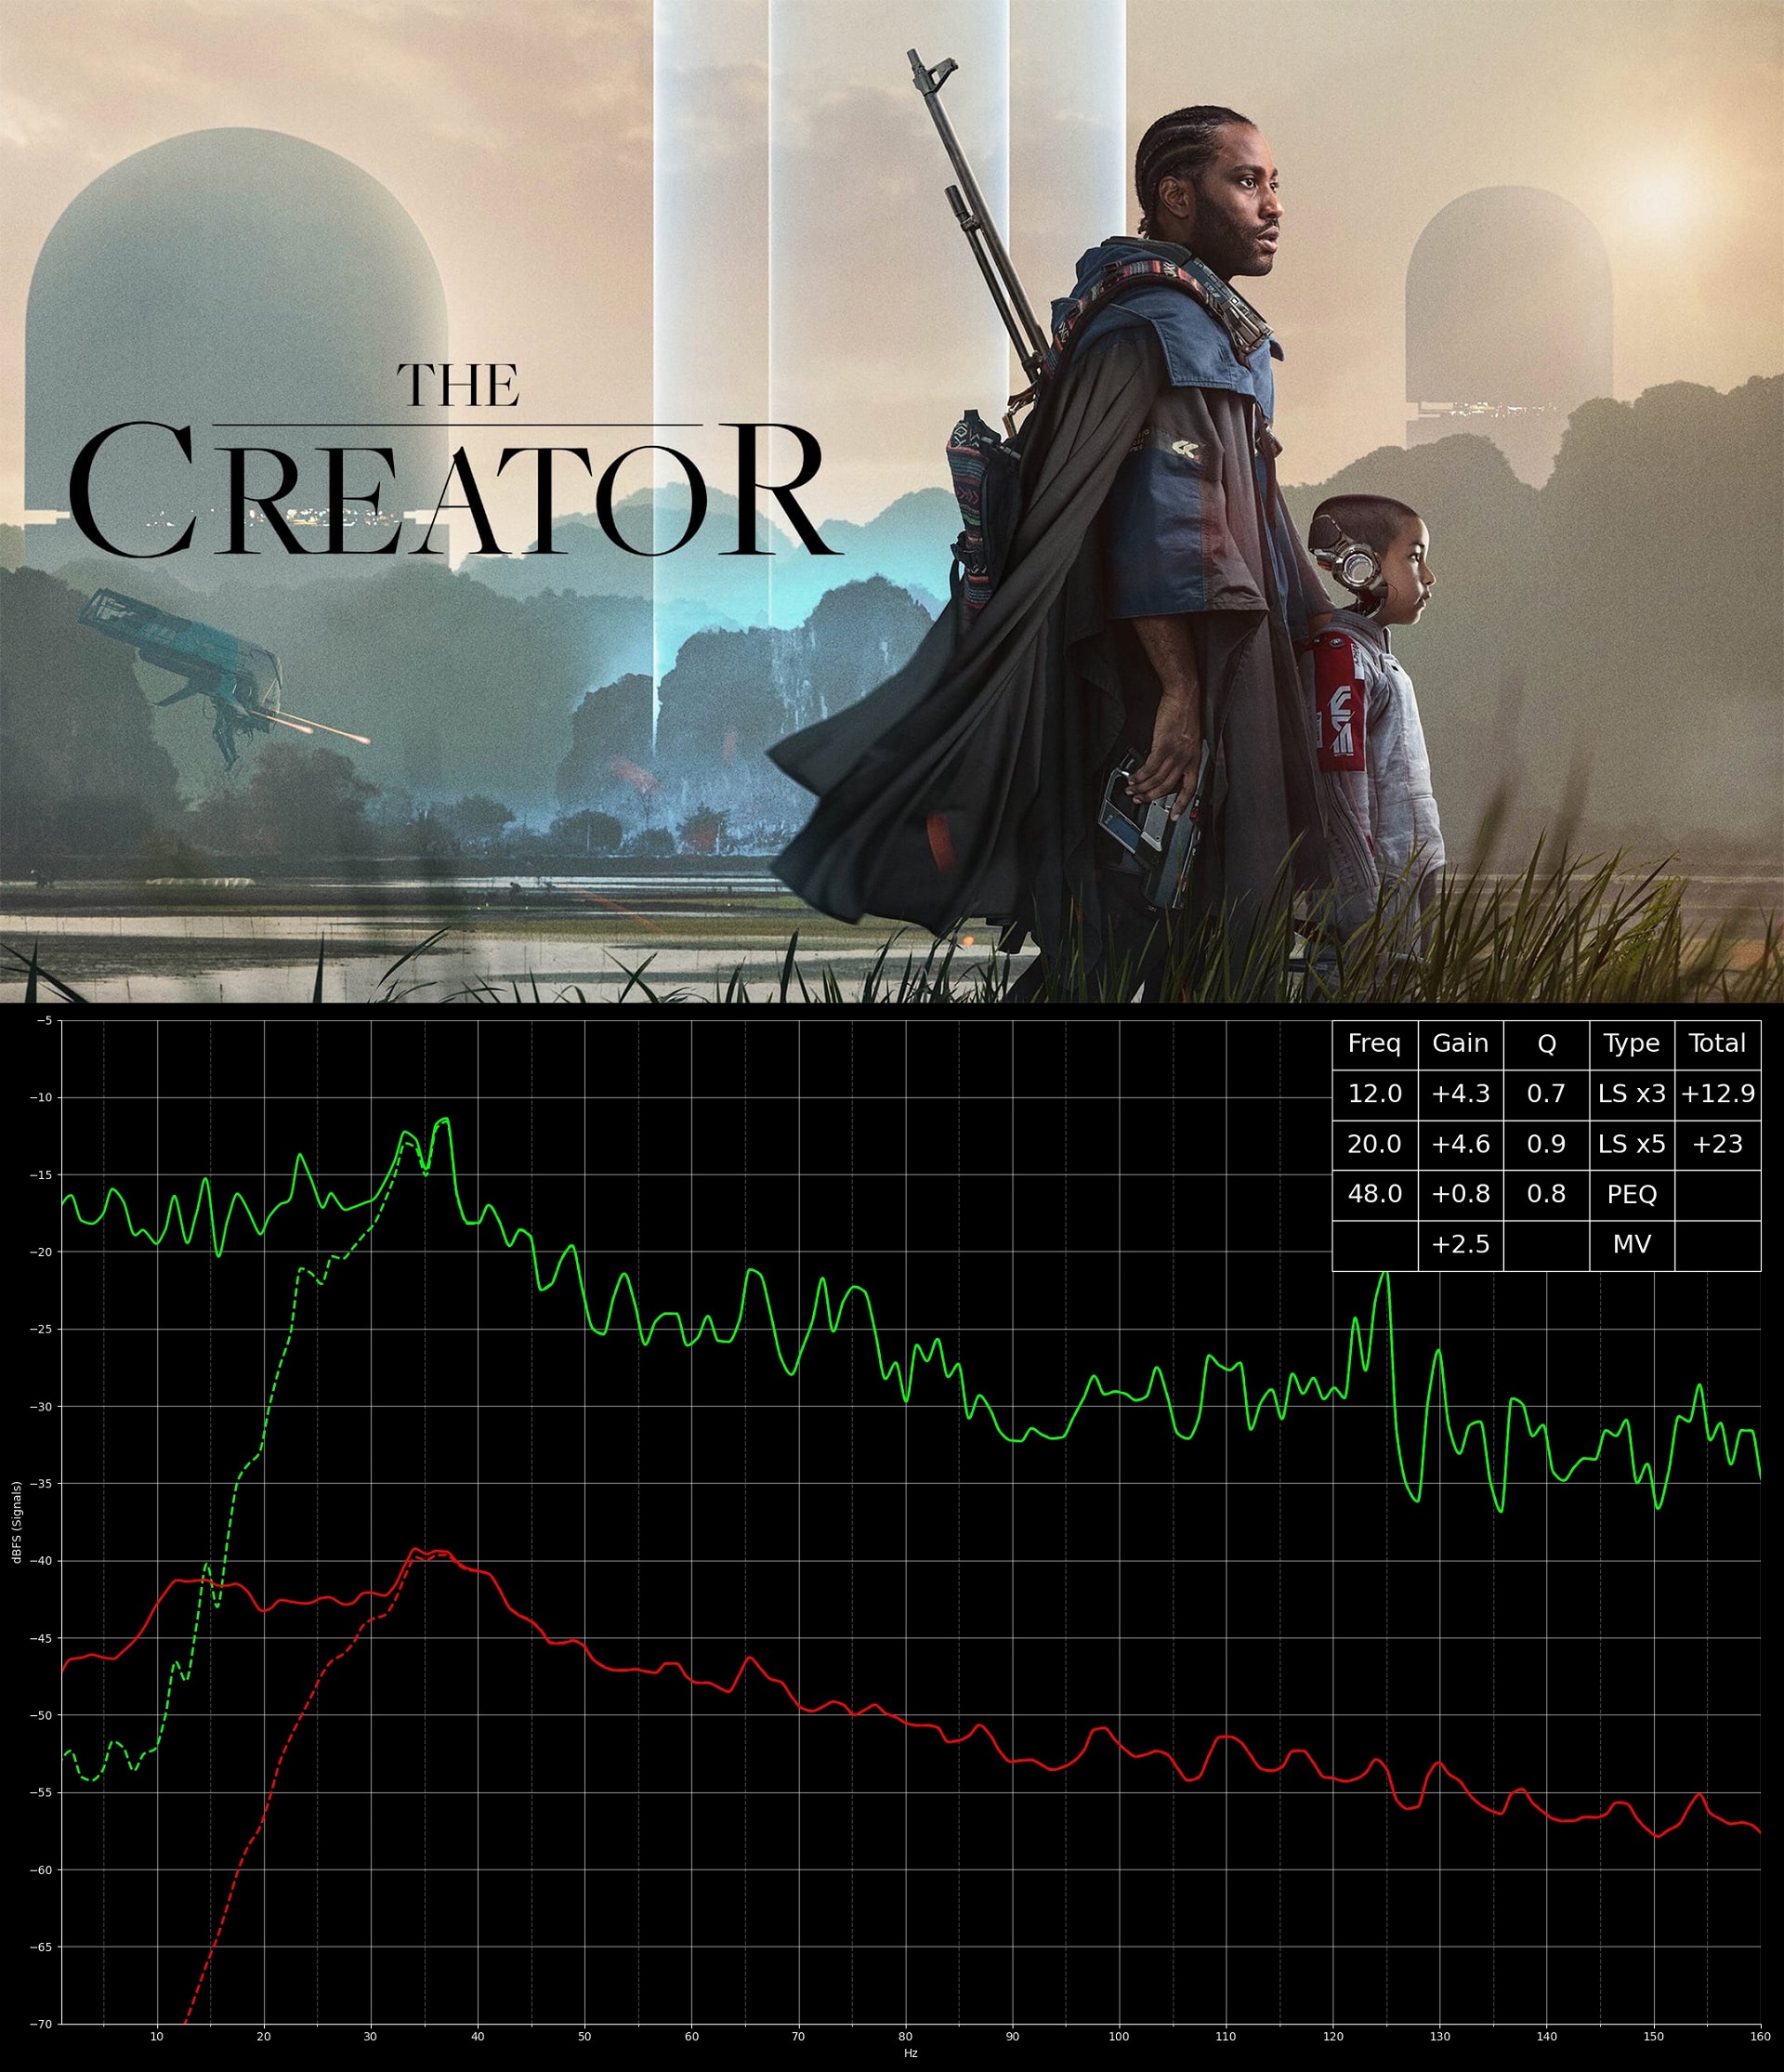 THE
CREATOR
Freq Gain Q Type Total
12.0 +4.3 0.7 LS x3 +12.9
20.0 +4.6 0.9 LS x5 +23
48.0 +0.8 0.8 PEQ
+2.5 MV
−5
−10
−15
−20
−25
−30
−35
−40
−45
−50
−55
−60
−65
−70
dBFS (Signals)
10 20 30 40 50 60 70 80 90 100 110 120 130 140 150 160
Hz